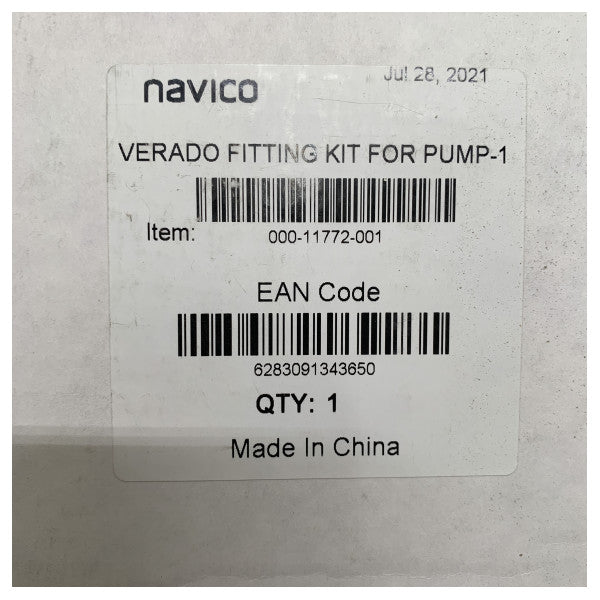 navico
Jul 28, 2021
VERADO FITTING KIT FOR PUMP-1
Item:
000-11772-001
EAN Code
6283091343650
QTY: 1
Made In China